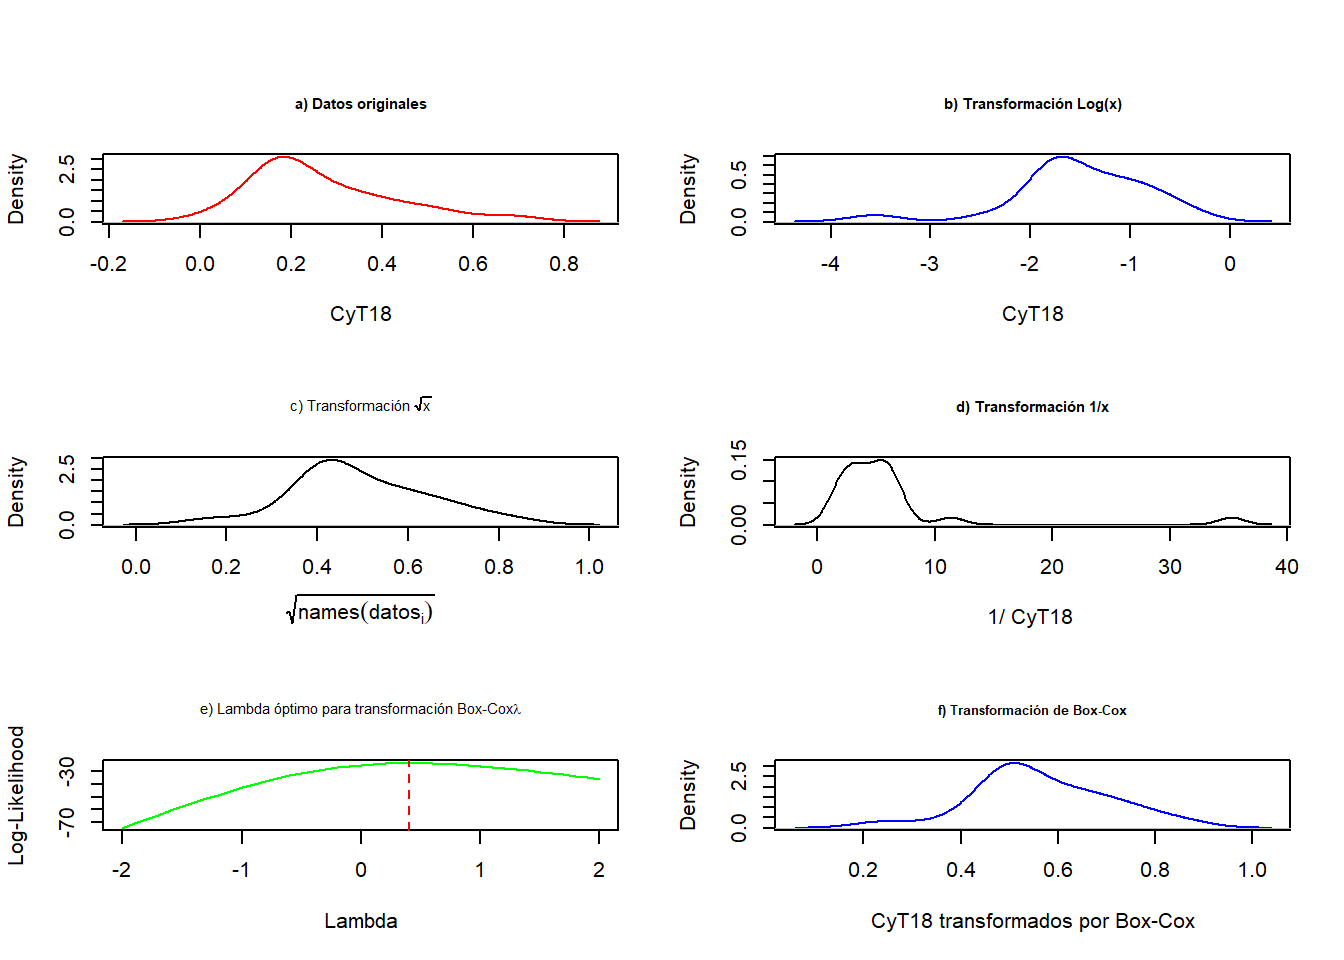 a) Datos originales
Density
0.0 2.5
-0.2 0.0 0.2 0.4 0.6 0.8
CyT18
b) Transformación Log(x)
Density
0.0 0.5
-4 -3 -2 -1 0
CyT18
c) Transformación √x
Density
0.0 2.5
0.0 0.2 0.4 0.6 0.8 1.0
√names(datosᵢ)
d) Transformación 1/x
Density
0.00 0.15
0 10 20 30 40
1/ CyT18
e) Lambda óptimo para transformación Box-Coxλ
Log-Likelihood
-70 -30
-2 -1 0 1 2
Lambda
f) Transformación de Box-Cox
Density
0.0 2.5
0.2 0.4 0.6 0.8 1.0
CyT18 transformados por Box-Cox